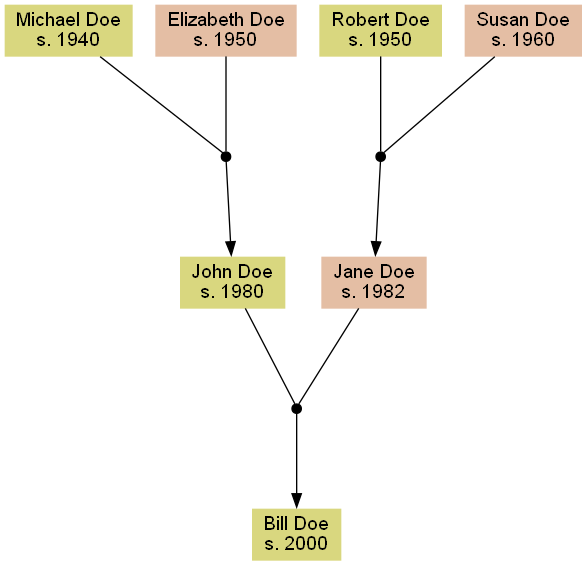 Michael Doe
s. 1940
Elizabeth Doe
s. 1950
Robert Doe
s. 1950
Susan Doe
s. 1960
John Doe
s. 1980
Jane Doe
s. 1982
Bill Doe
s. 2000